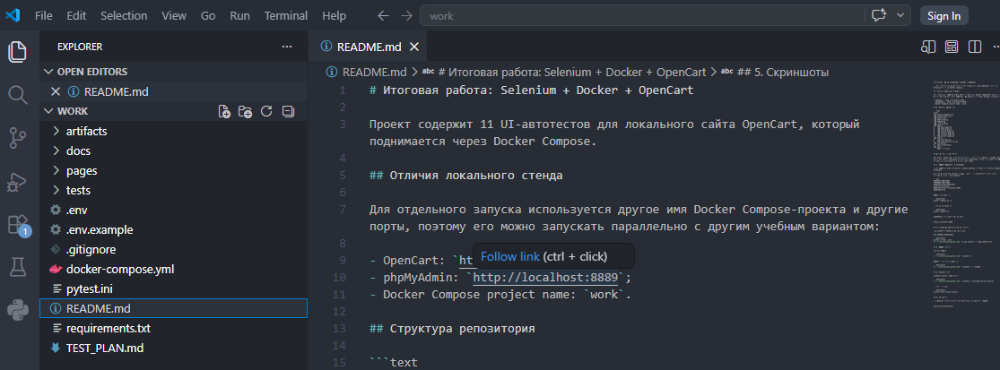 File Edit Selection View Go Run Terminal Help work Sign In
EXPLORER
OPEN EDITORS
README.md
WORK
artifacts
docs
pages
tests
.env
.env.example
.gitignore
docker-compose.yml
pytest.ini
README.md
requirements.txt
TEST_PLAN.md
1
README.md
README.md > # Итоговая работа: Selenium + Docker + OpenCart > ## 5. Скриншоты
1 # Итоговая работа: Selenium + Docker + OpenCart
2
3 Проект содержит 11 UI-автотестов для локального сайта OpenCart, который
поднимается через Docker Compose.
4
5 ## Отличия локального стенда
6
7 Для отдельного запуска используется другое имя Docker Compose-проекта и другие
порты, поэтому его можно запускать параллельно с другим учебным вариантом:
8
Follow link (ctrl + click)
9 - OpenCart: `ht
10 - phpMyAdmin: `http://localhost:8889`;
11 - Docker Compose project name: `work`.
12
13 ## Структура репозитория
14
15 ```text